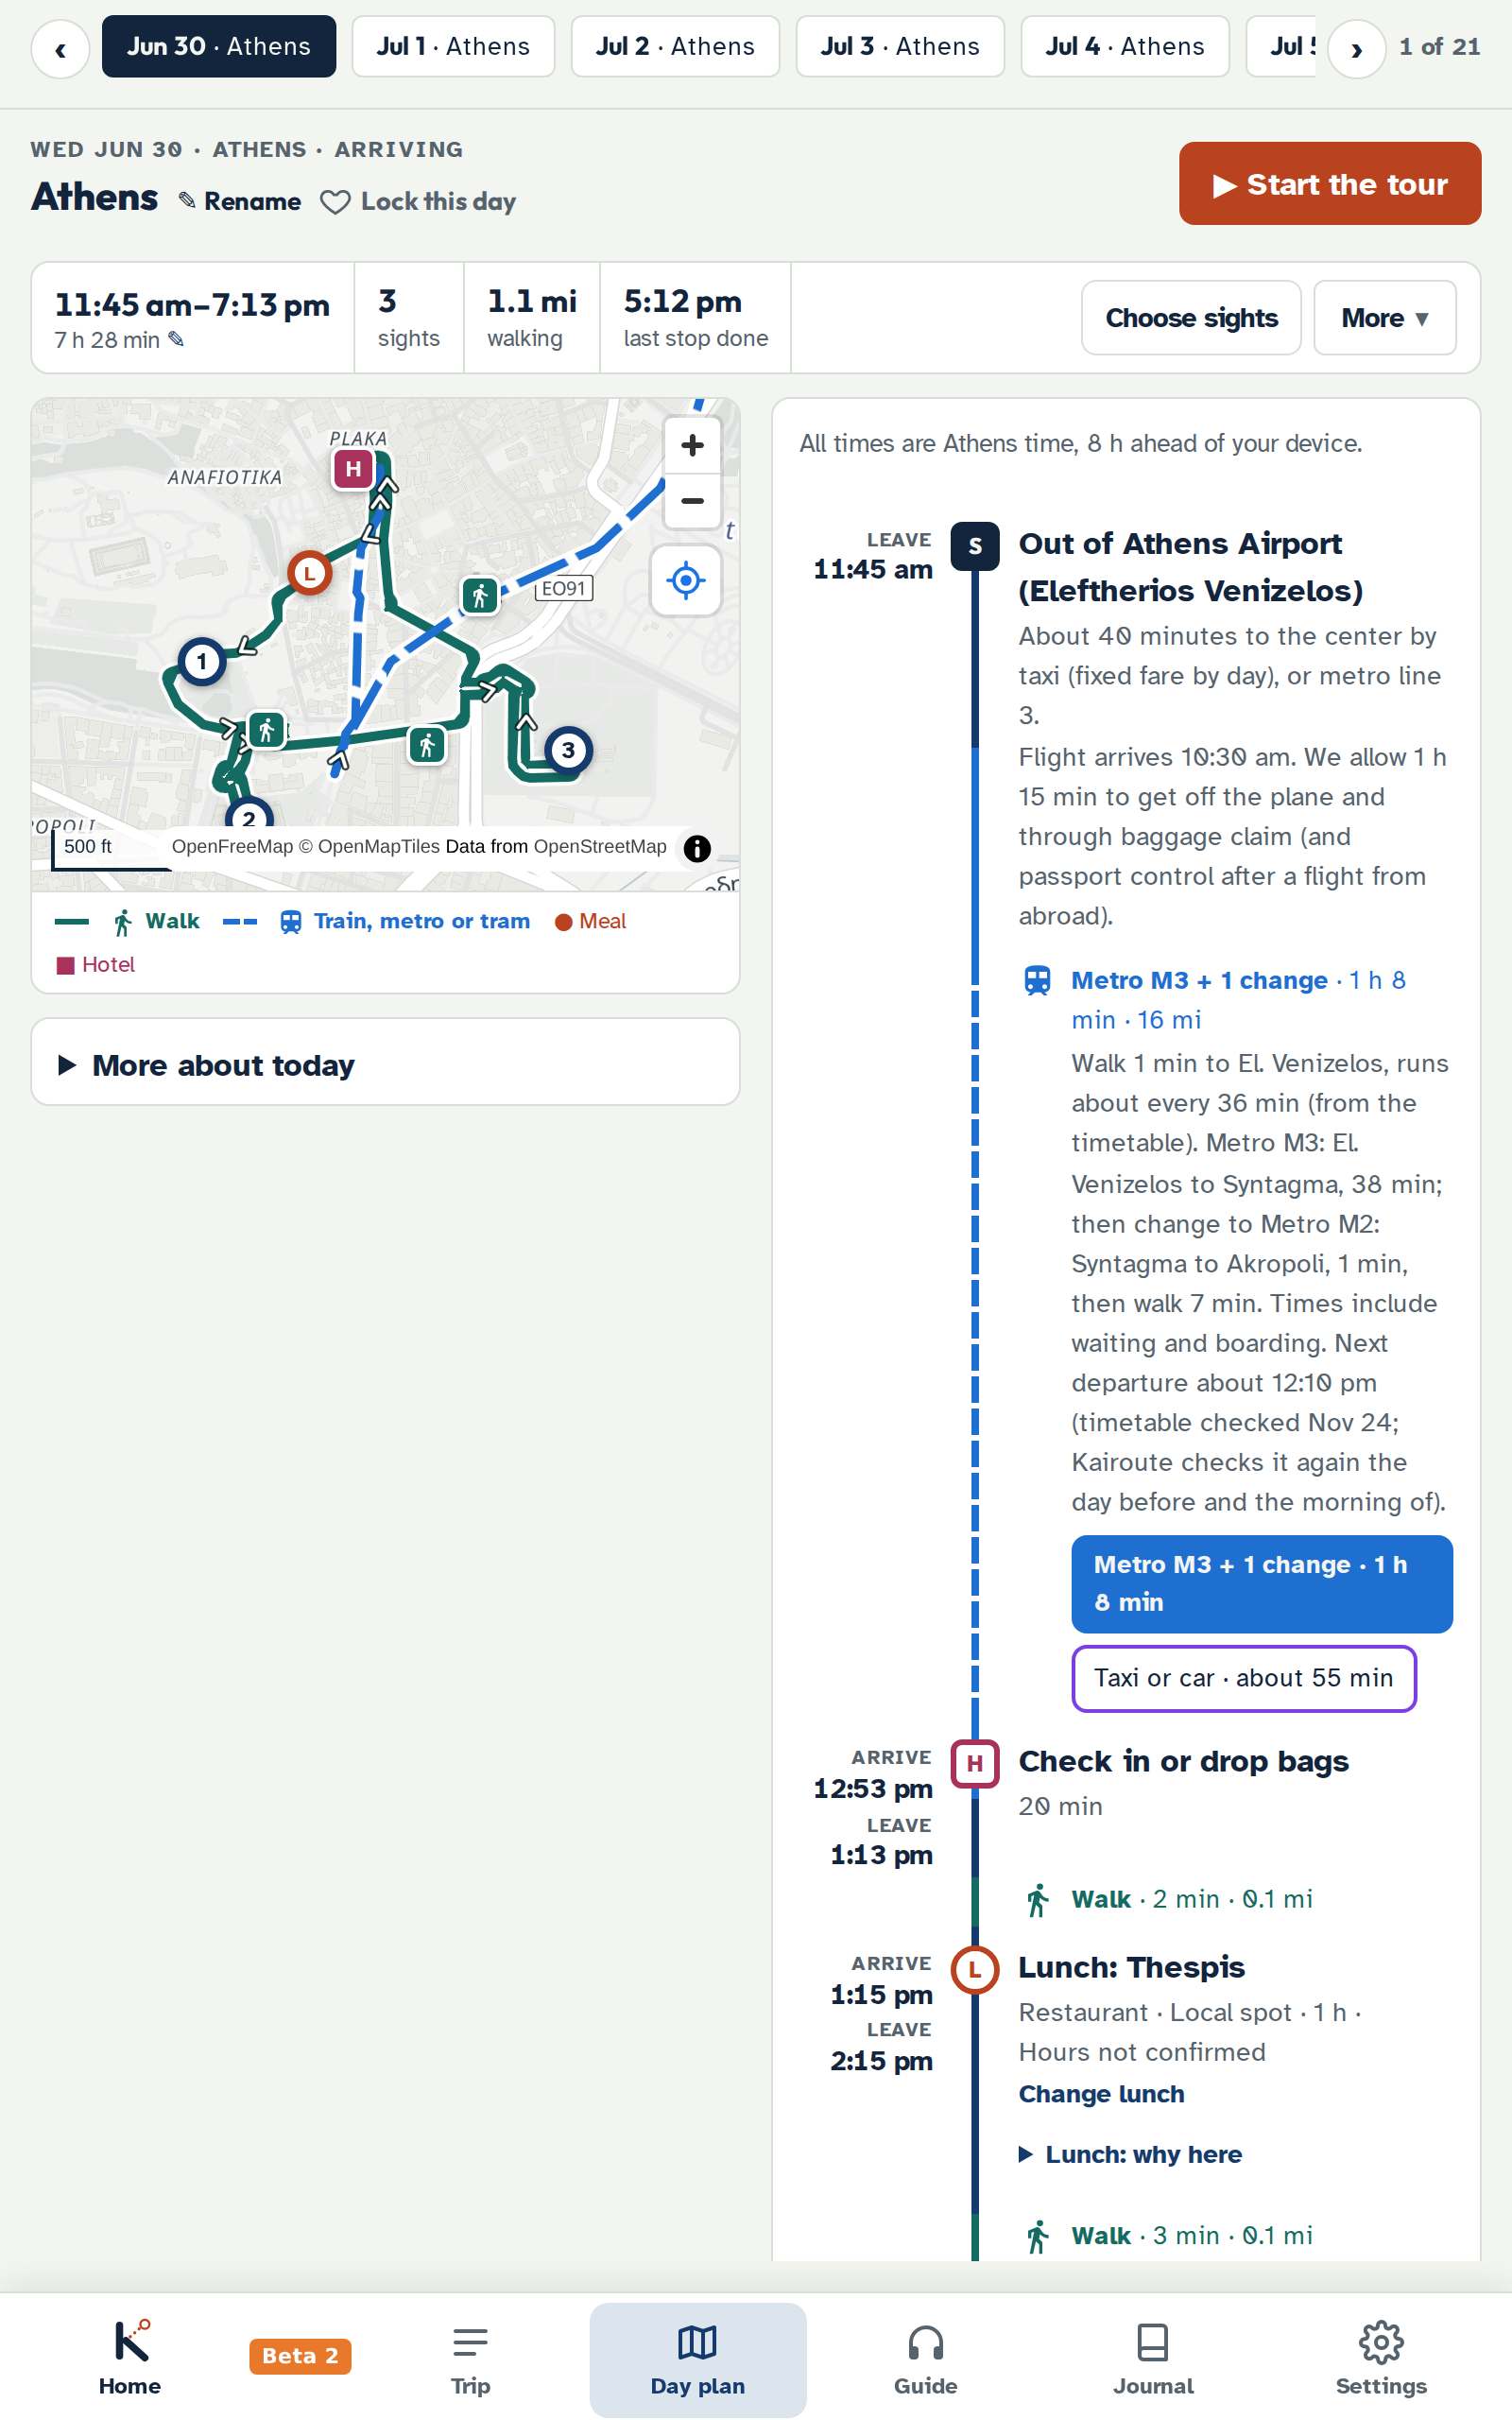 ‹
Jun 30 · Athens
Jul 1 · Athens
Jul 2 · Athens
Jul 3 · Athens
Jul 4 · Athens
Jul 5
›
1 of 21
WED JUN 30 · ATHENS · ARRIVING
Athens ✎ Rename Lock this day
▶ Start the tour
11:45 am–7:13 pm
7 h 28 min ✎
3
sights
1.1 mi
walking
5:12 pm
last stop done
Choose sights
More ▾
PLAKA
H
ANAFIOTIKA
+
−
t
L
EO91
1
3
2
OPOLI
500 ft
OpenFreeMap © OpenMapTiles Data from OpenStreetMap
Walk Train, metro or tram Meal
Hotel
▶ More about today
All times are Athens time, 8 h ahead of your device.
LEAVE
11:45 am
S
Out of Athens Airport
(Eleftherios Venizelos)
About 40 minutes to the center by
taxi (fixed fare by day), or metro line
3.
Flight arrives 10:30 am. We allow 1 h
15 min to get off the plane and
through baggage claim (and
passport control after a flight from
abroad).
Metro M3 + 1 change · 1 h 8
min · 16 mi
Walk 1 min to El. Venizelos, runs
about every 36 min (from the
timetable). Metro M3: El.
Venizelos to Syntagma, 38 min;
then change to Metro M2:
Syntagma to Akropoli, 1 min,
then walk 7 min. Times include
waiting and boarding. Next
departure about 12:10 pm
(timetable checked Nov 24;
Kairoute checks it again the
day before and the morning of).
Metro M3 + 1 change · 1 h
8 min
Taxi or car · about 55 min
ARRIVE
12:53 pm
LEAVE
1:13 pm
H
Check in or drop bags
20 min
Walk · 2 min · 0.1 mi
ARRIVE
1:15 pm
LEAVE
2:15 pm
L
Lunch: Thespis
Restaurant · Local spot · 1 h ·
Hours not confirmed
Change lunch
▶ Lunch: why here
Walk · 3 min · 0.1 mi
Home
Beta 2
Trip
Day plan
Guide
Journal
Settings